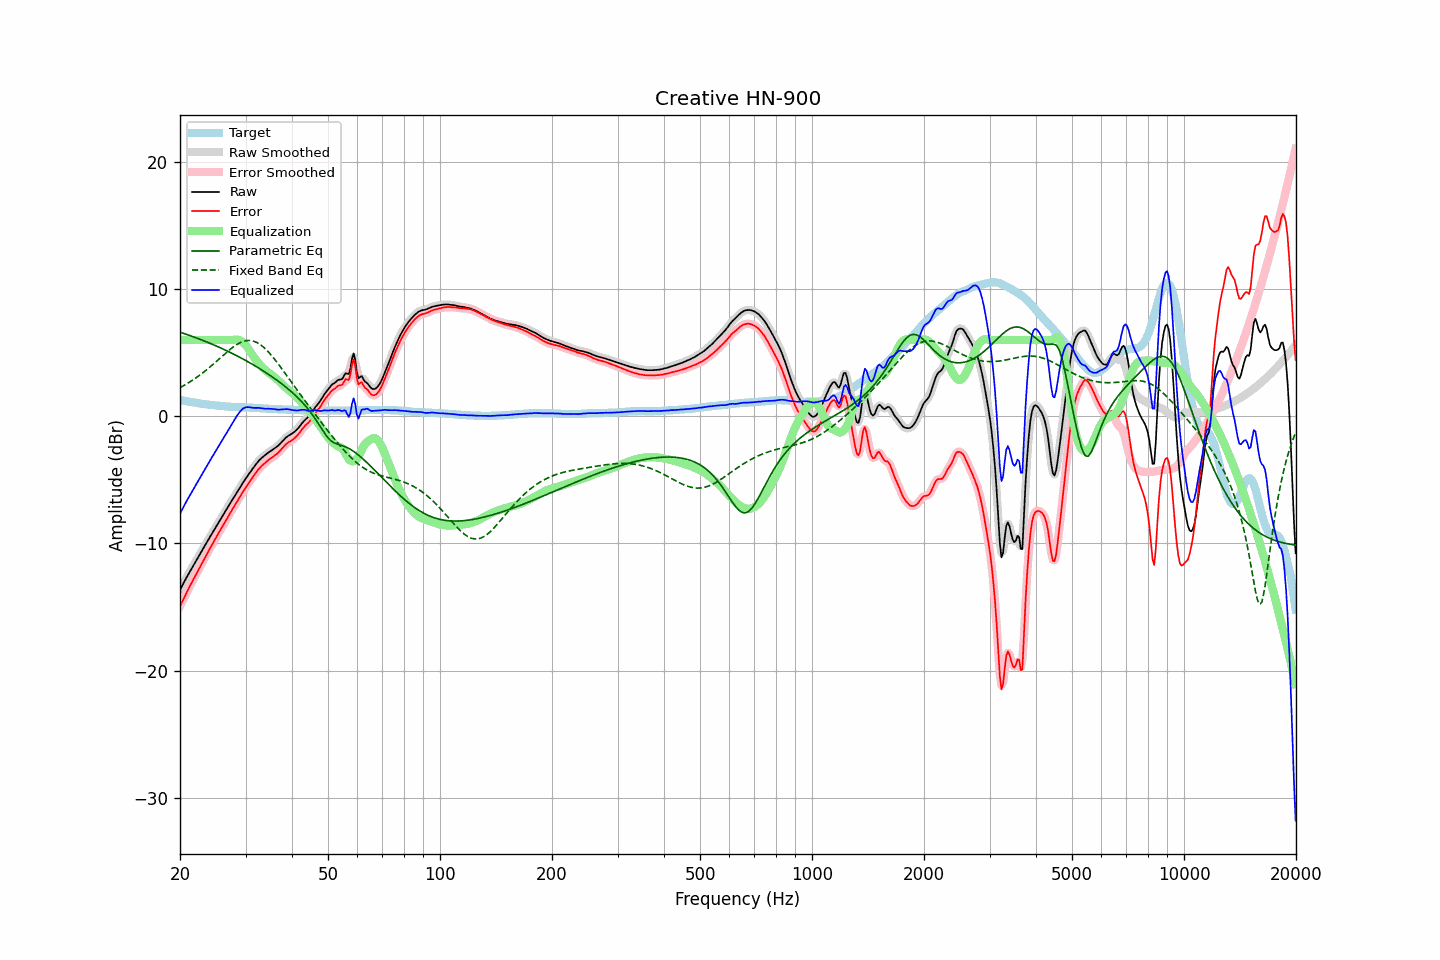 Creative HN-900
Target
Raw Smoothed
Error Smoothed
Raw
Error
Equalization
Parametric Eq
Fixed Band Eq
Equalized
Amplitude (dBr)
20
10
0
−10
−20
−30
20 50 100 200 500 1000 2000 5000 10000 20000
Frequency (Hz)